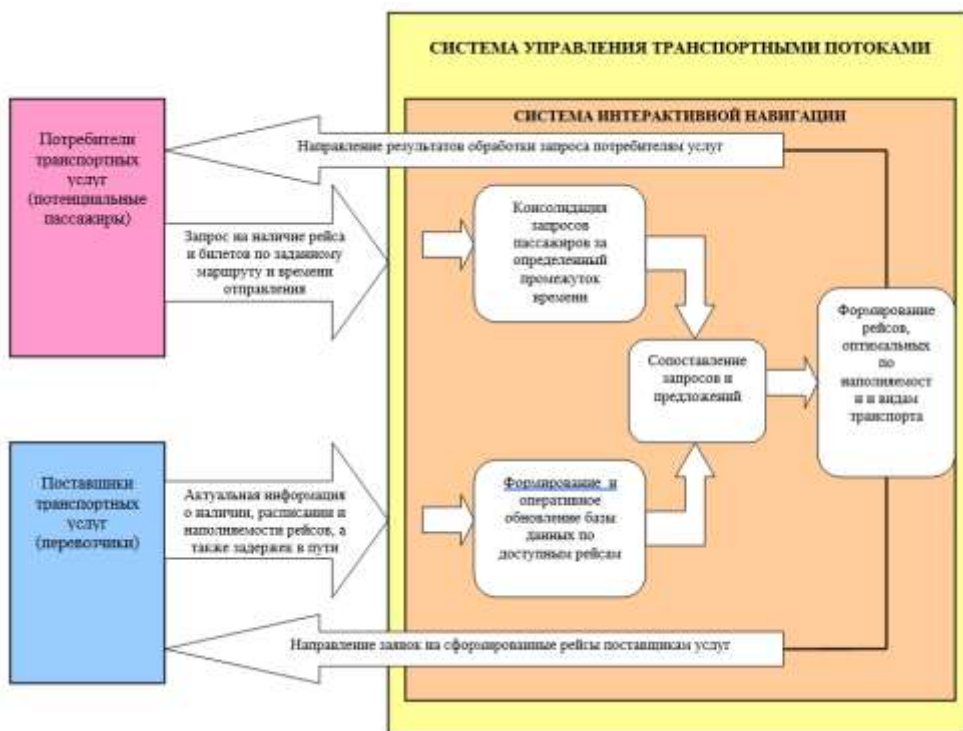 СИСТЕМА УПРАВЛЕНИЯ ТРАНСПОРТНЫМИ ПОТОКАМИ
СИСТЕМА ИНТЕРАКТИВНОЙ НАВИГАЦИИ
Потребители
транспортных
услуг
(потенциальные
пассажиры)
Направление результатов обработки запроса потребителям услуг
Запрос на наличие рейса
и билетов по заданному
маршруту и времени
отправления
Консолидация
запросов
пассажиров за
определенный
промежуток
времени
Сопоставление
запросов и
предложений
Формирование
рейсов,
оптимальных
по
наполняемост
и и видам
транспорта
Поставщики
транспортных
услуг
(перевозчики)
Актуальная информация
о наличии, расписании и
наполняемости рейсов, а
также задержек в пути
Формирование и
оперативное
обновление базы
данных по
доступным рейсам
Направление заявок на сформированные рейсы поставщикам услуг